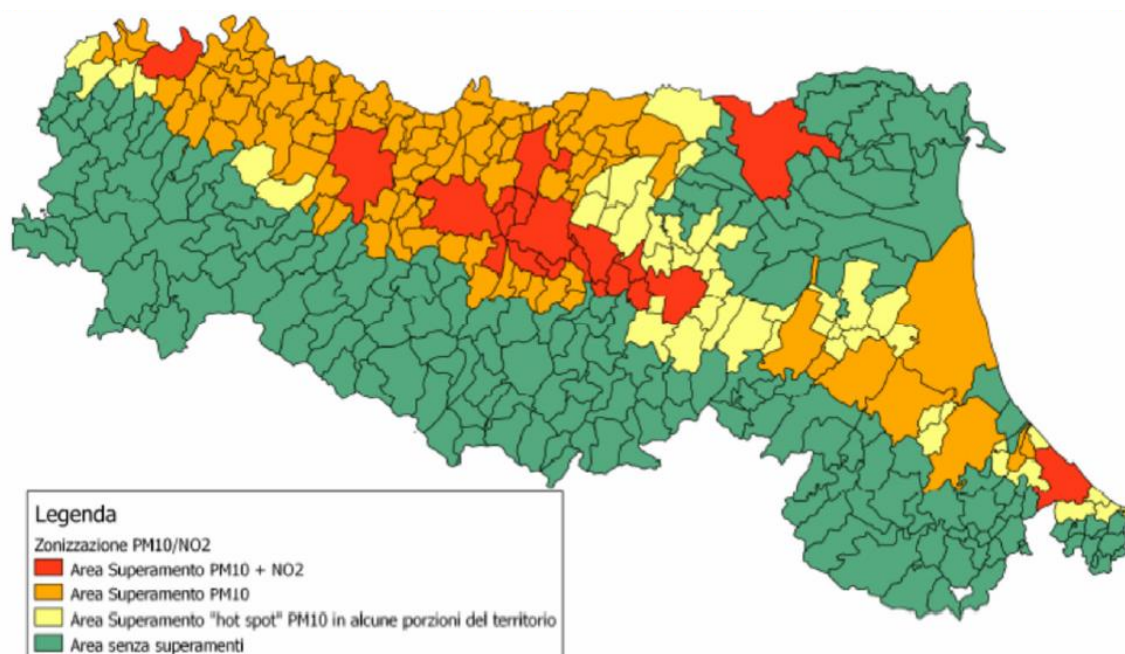 Legenda
Zonizzazione PM10/NO2
Area Superamento PM10 + NO2
Area Superamento PM10
Area Superamento "hot spot" PM10 in alcune porzioni del territorio
Area senza superamenti